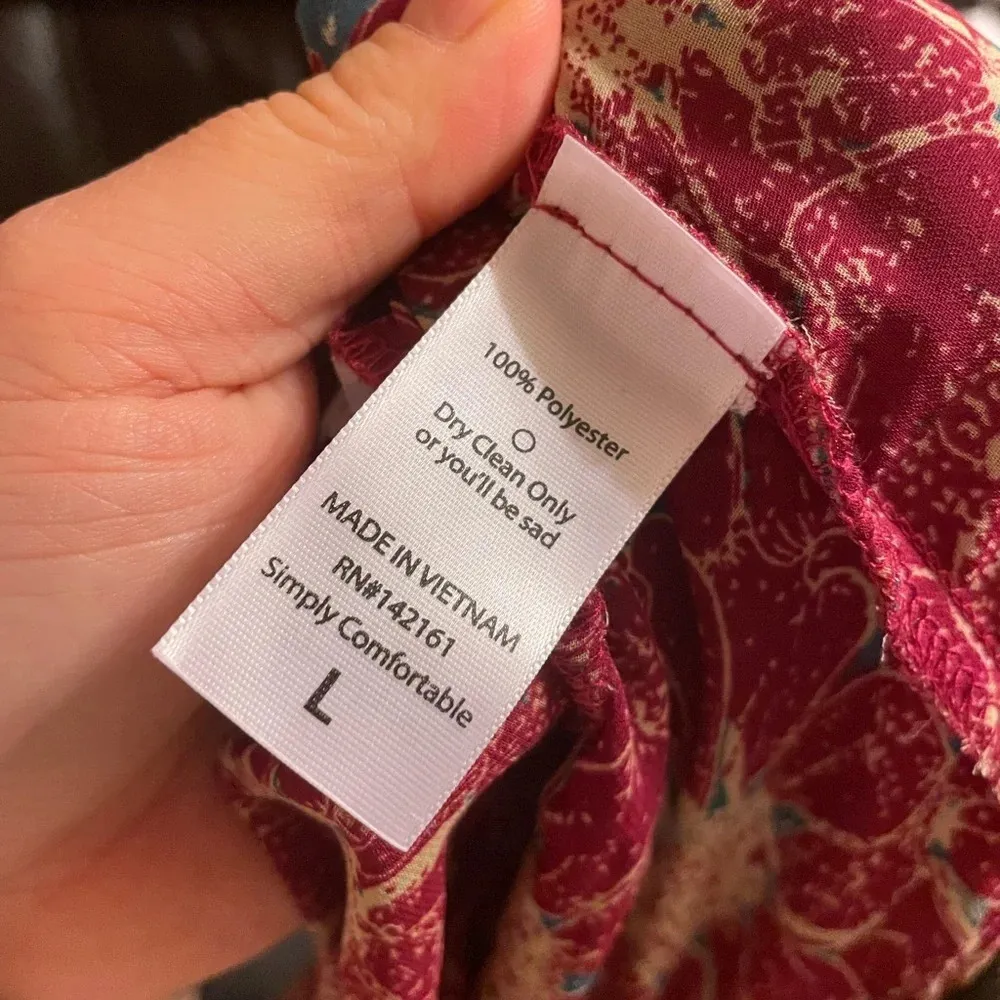 100% Polyester
Dry Clean Only
or you'll be sad
MADE IN VIETNAM
RN#142161
Simply Comfortable
L